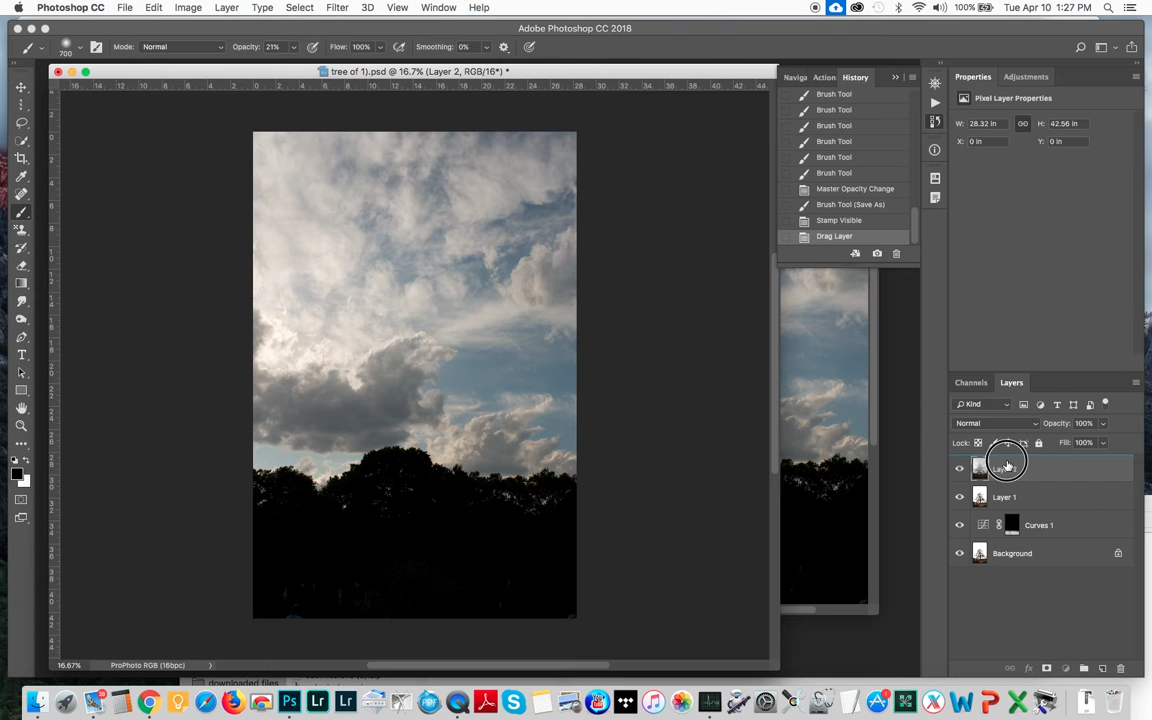 Photoshop CC File Edit Image Layer Type Select Filter 3D View Window Help 100% Tue Apr 10 1:27 PM
Adobe Photoshop CC 2018
700 Mode: Normal Opacity: 21% Flow: 100% Smoothing: 0%
tree of 1).psd @ 16.7% (Layer 2, RGB/16*) *
Naviga Action History
Brush Tool
Brush Tool
Brush Tool
Brush Tool
Brush Tool
Brush Tool
Master Opacity Change
Brush Tool (Save As)
Stamp Visible
Drag Layer
Properties Adjustments
Pixel Layer Properties
W: 28.32 in H: 42.56 in
X: 0 in Y: 0 in
Channels Layers
Kind
Normal Opacity: 100%
Lock: Fill: 100%
Layer 1
Curves 1
Background
16.67% ProPhoto RGB (16bpc)
downloaded files